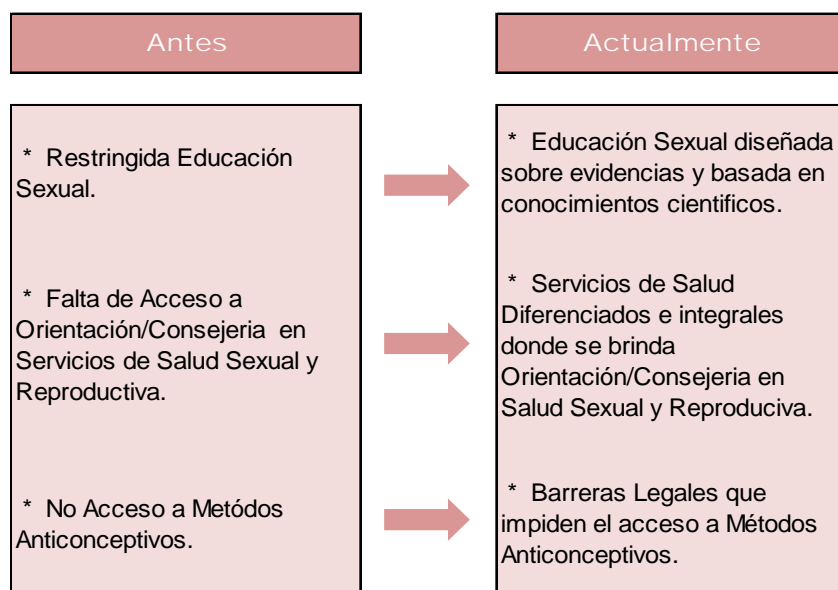 Antes
Actualmente
* Restringida Educación
Sexual.
* Educación Sexual diseñada
sobre evidencias y basada en
conocimientos cientificos.
* Falta de Acceso a
Orientación/Consejeria en
Servicios de Salud Sexual y
Reproductiva.
* Servicios de Salud
Diferenciados e integrales
donde se brinda
Orientación/Consejeria en
Salud Sexual y Reproduciva.
* No Acceso a Metódos
Anticonceptivos.
* Barreras Legales que
impiden el acceso a Métodos
Anticonceptivos.